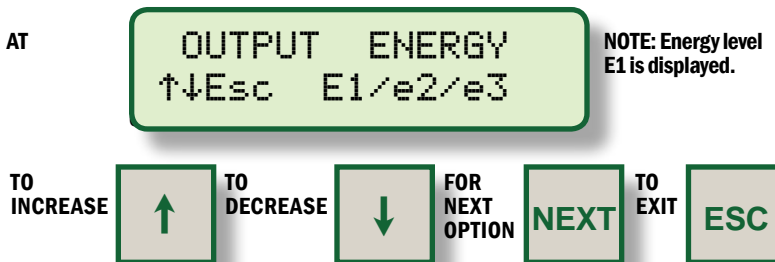 AT
OUTPUT ENERGY
↑↓Esc E1/e2/e3
NOTE: Energy level
E1 is displayed.
TO
INCREASE
↑
TO
DECREASE
↓
FOR
NEXT
OPTION
NEXT
TO
EXIT
ESC